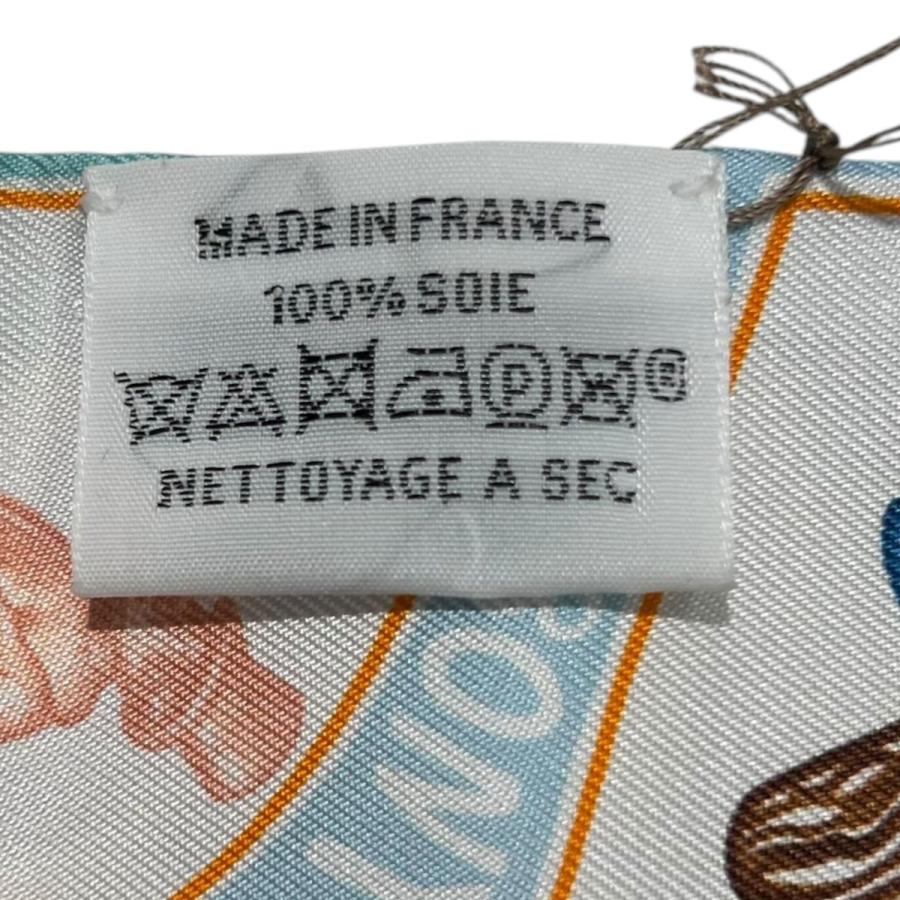 MADE IN FRANCE
100% SOIE
P ®
NETTOYAGE A SEC